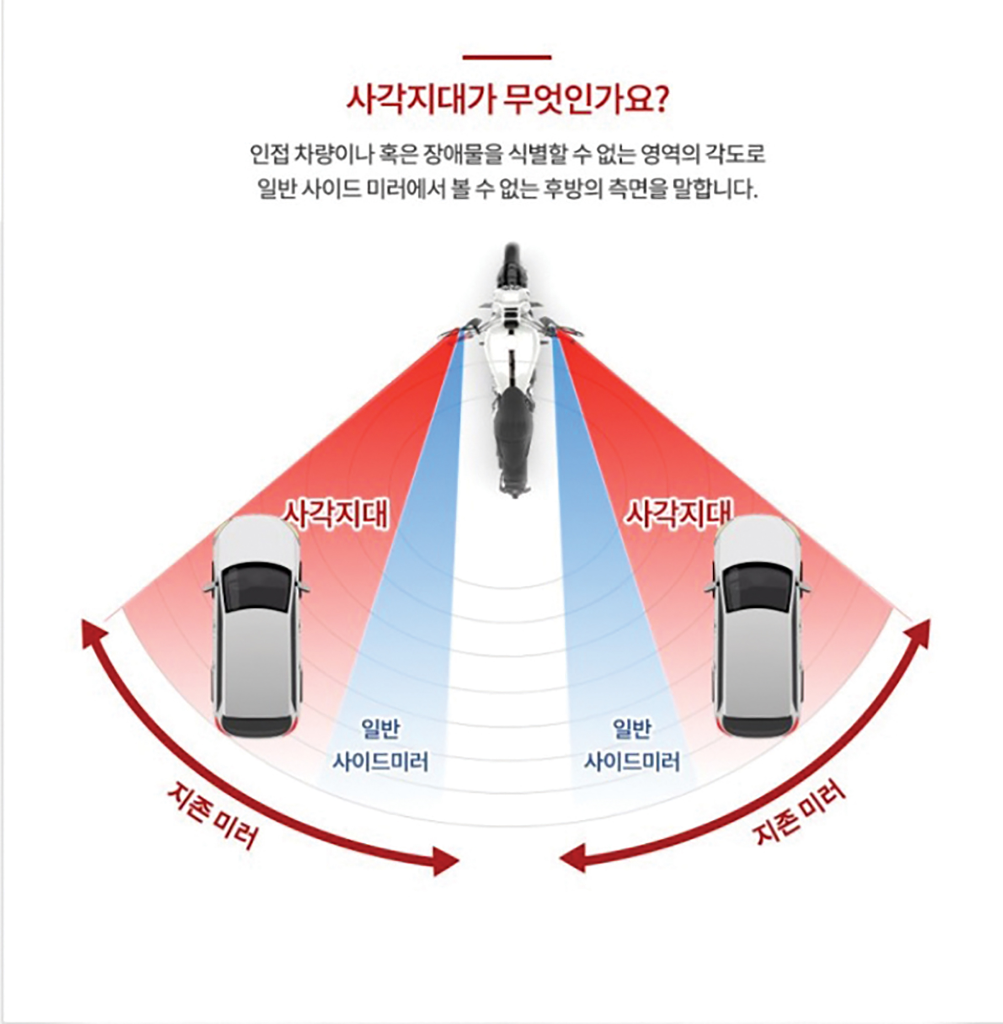 사각지대가 무엇인가요?
인접 차량이나 혹은 장애물을 식별할 수 없는 영역의 각도로
일반 사이드 미러에서 볼 수 없는 후방의 측면을 말합니다.
사각지대
사각지대
일반
사이드미러
일반
사이드미러
지존 미러
지존 미러